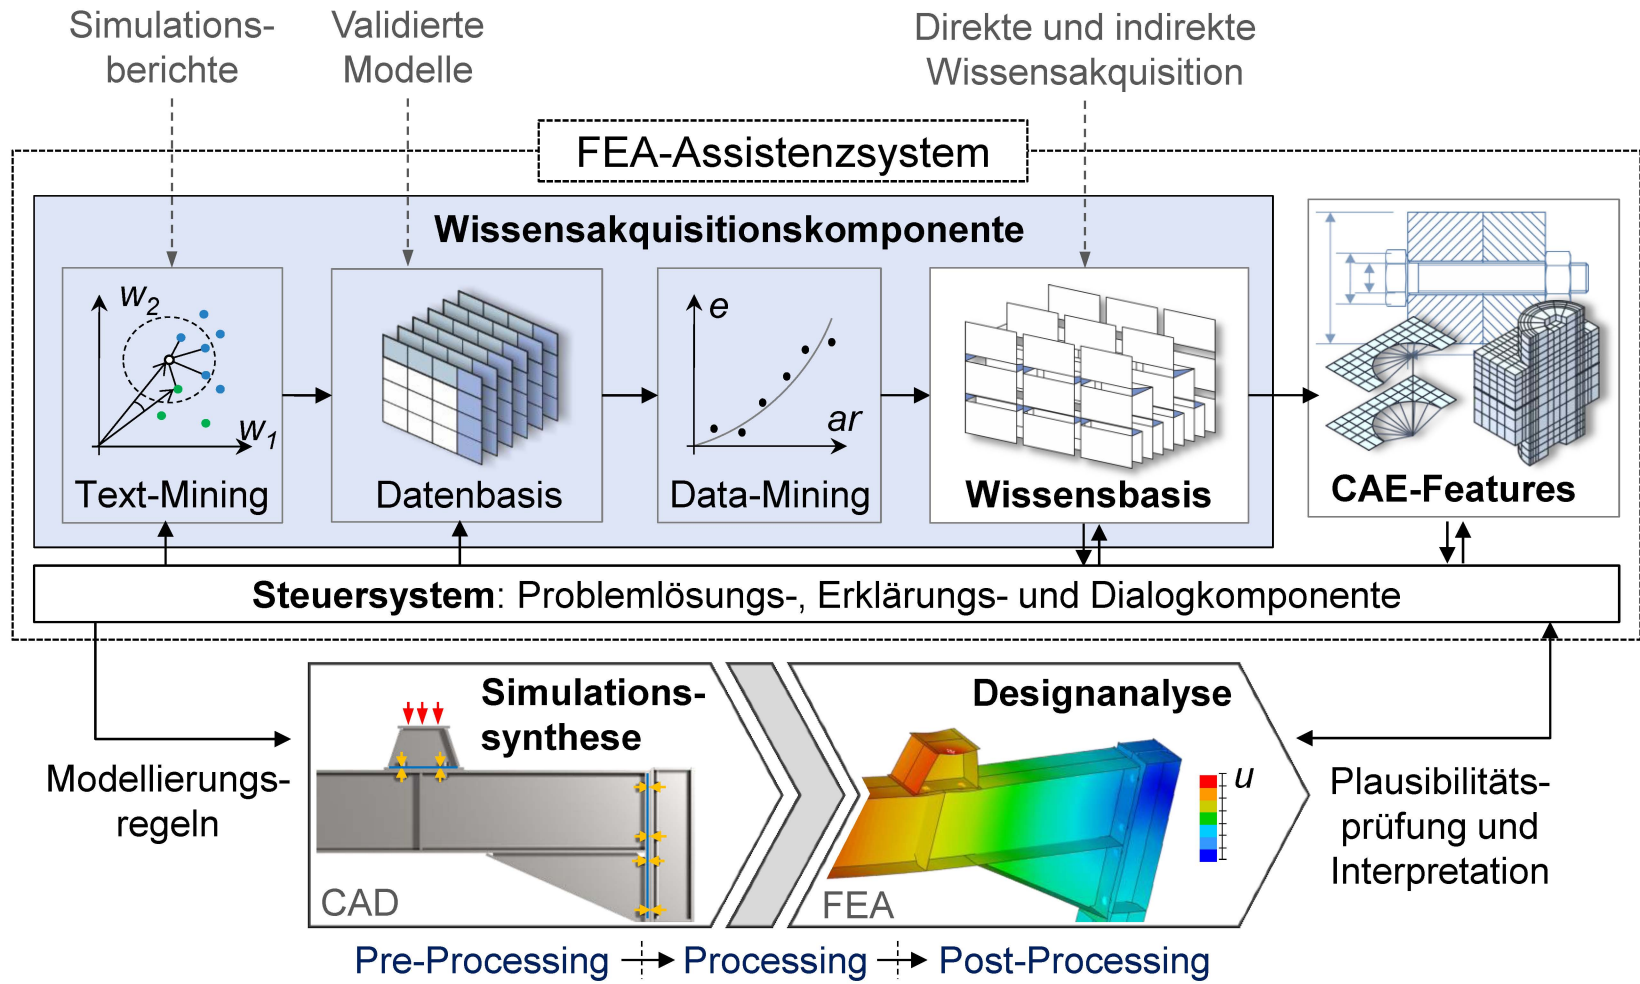 Simulations-
berichte
Validierte
Modelle
Direkte und indirekte
Wissensakquisition
FEA-Assistenzsystem
Wissensakquisitionskomponente
w2
w1
Text-Mining
Datenbasis
e
ar
Data-Mining
Wissensbasis
CAE-Features
Steuersystem: Problemlösungs-, Erklärungs- und Dialogkomponente
Modellierungs-
regeln
Simulations-
synthese
CAD
Designanalyse
u
FEA
Plausibilitäts-
prüfung und
Interpretation
Pre-Processing
Processing
Post-Processing